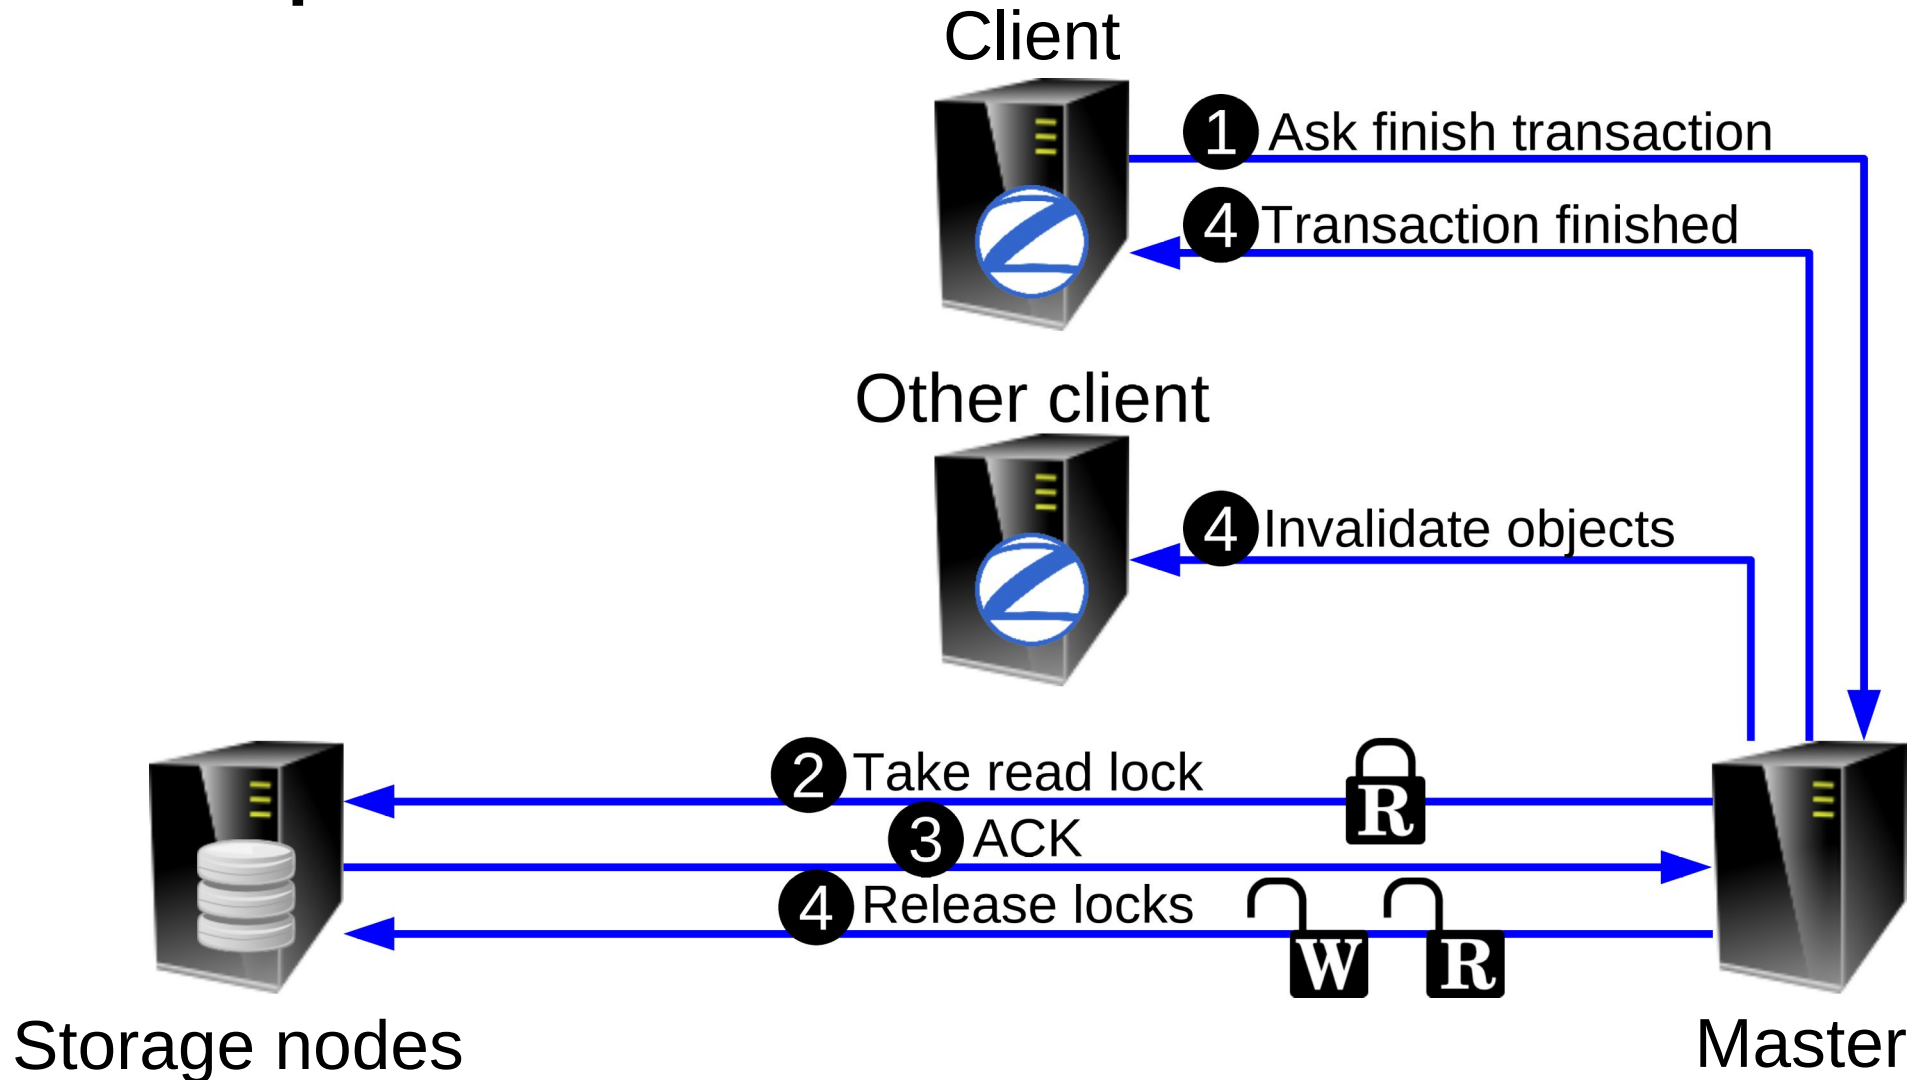 Client
1 Ask finish transaction
4 Transaction finished
Other client
4 Invalidate objects
2 Take read lock R
3 ACK
4 Release locks W R
Storage nodes
Master